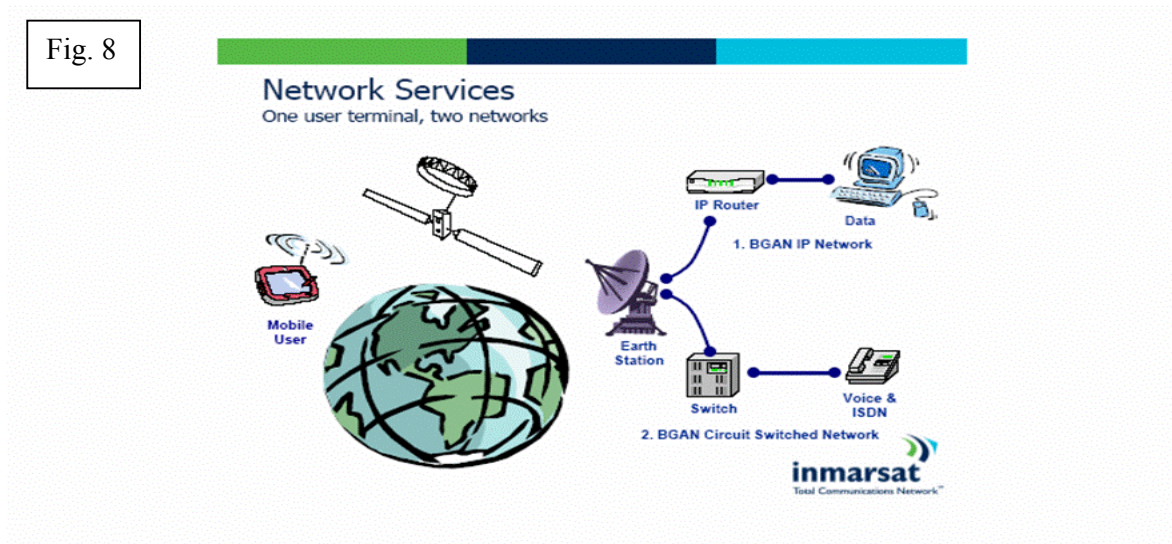 Fig. 8
Network Services
One user terminal, two networks
IP Router
Data
1. BGAN IP Network
Mobile
User
Earth
Station
Switch
Voice &
ISDN
2. BGAN Circuit Switched Network
inmarsat
Total Communications Network™